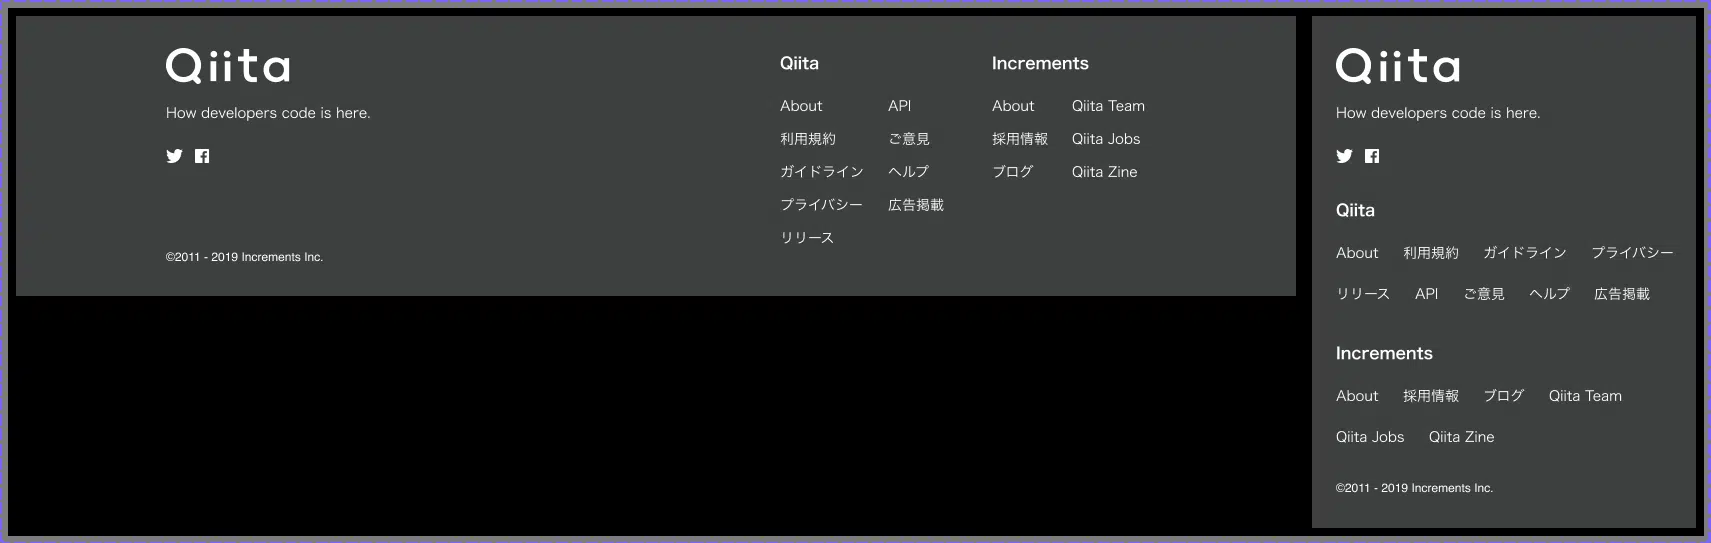 Qiita
How developers code is here.
©2011 - 2019 Increments Inc.
Qiita
About
利用規約
ガイドライン
プライバシー
リリース
API
ご意見
ヘルプ
広告掲載
Increments
About
採用情報
ブログ
Qiita Team
Qiita Jobs
Qiita Zine
Qiita
How developers code is here.
Qiita
About 利用規約 ガイドライン プライバシー
リリース API ご意見 ヘルプ 広告掲載
Increments
About 採用情報 ブログ Qiita Team
Qiita Jobs Qiita Zine
©2011 - 2019 Increments Inc.